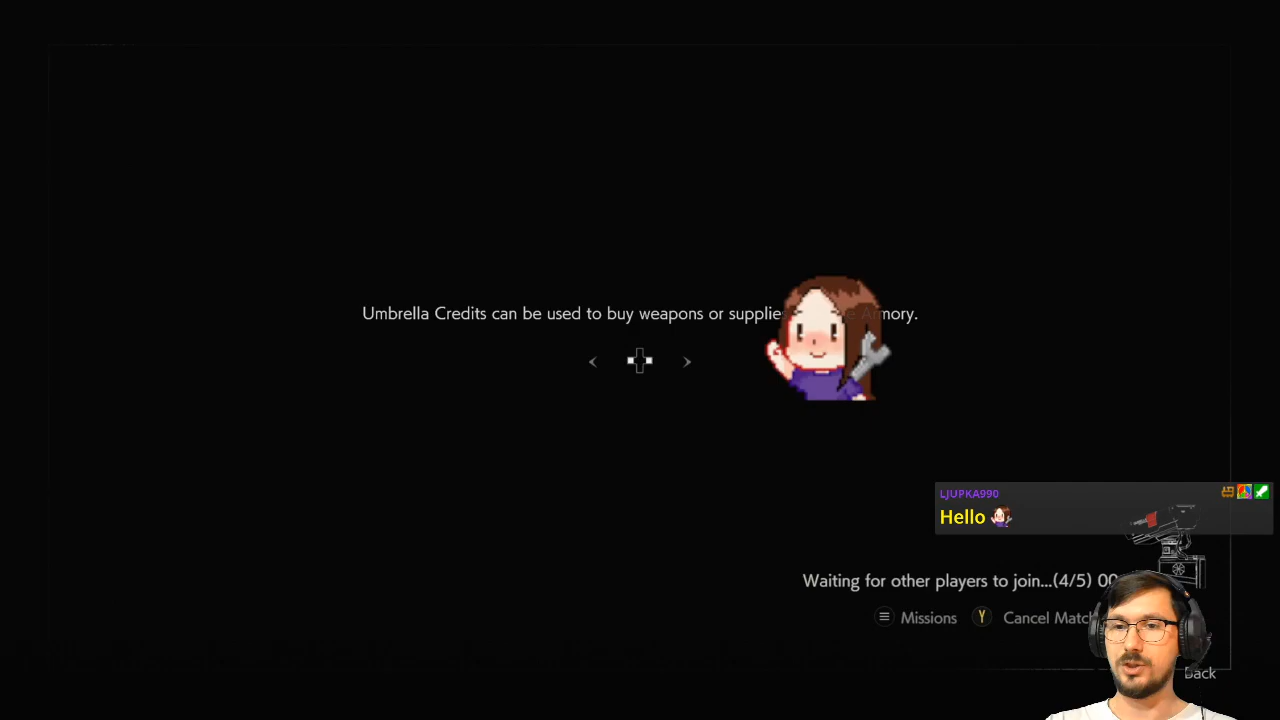 Umbrella Credits can be used to buy weapons or supplie Armory.
LJUPKA990
Hello
Waiting for other players to join...(4/5) 00
Missions Y Cancel Match
Back